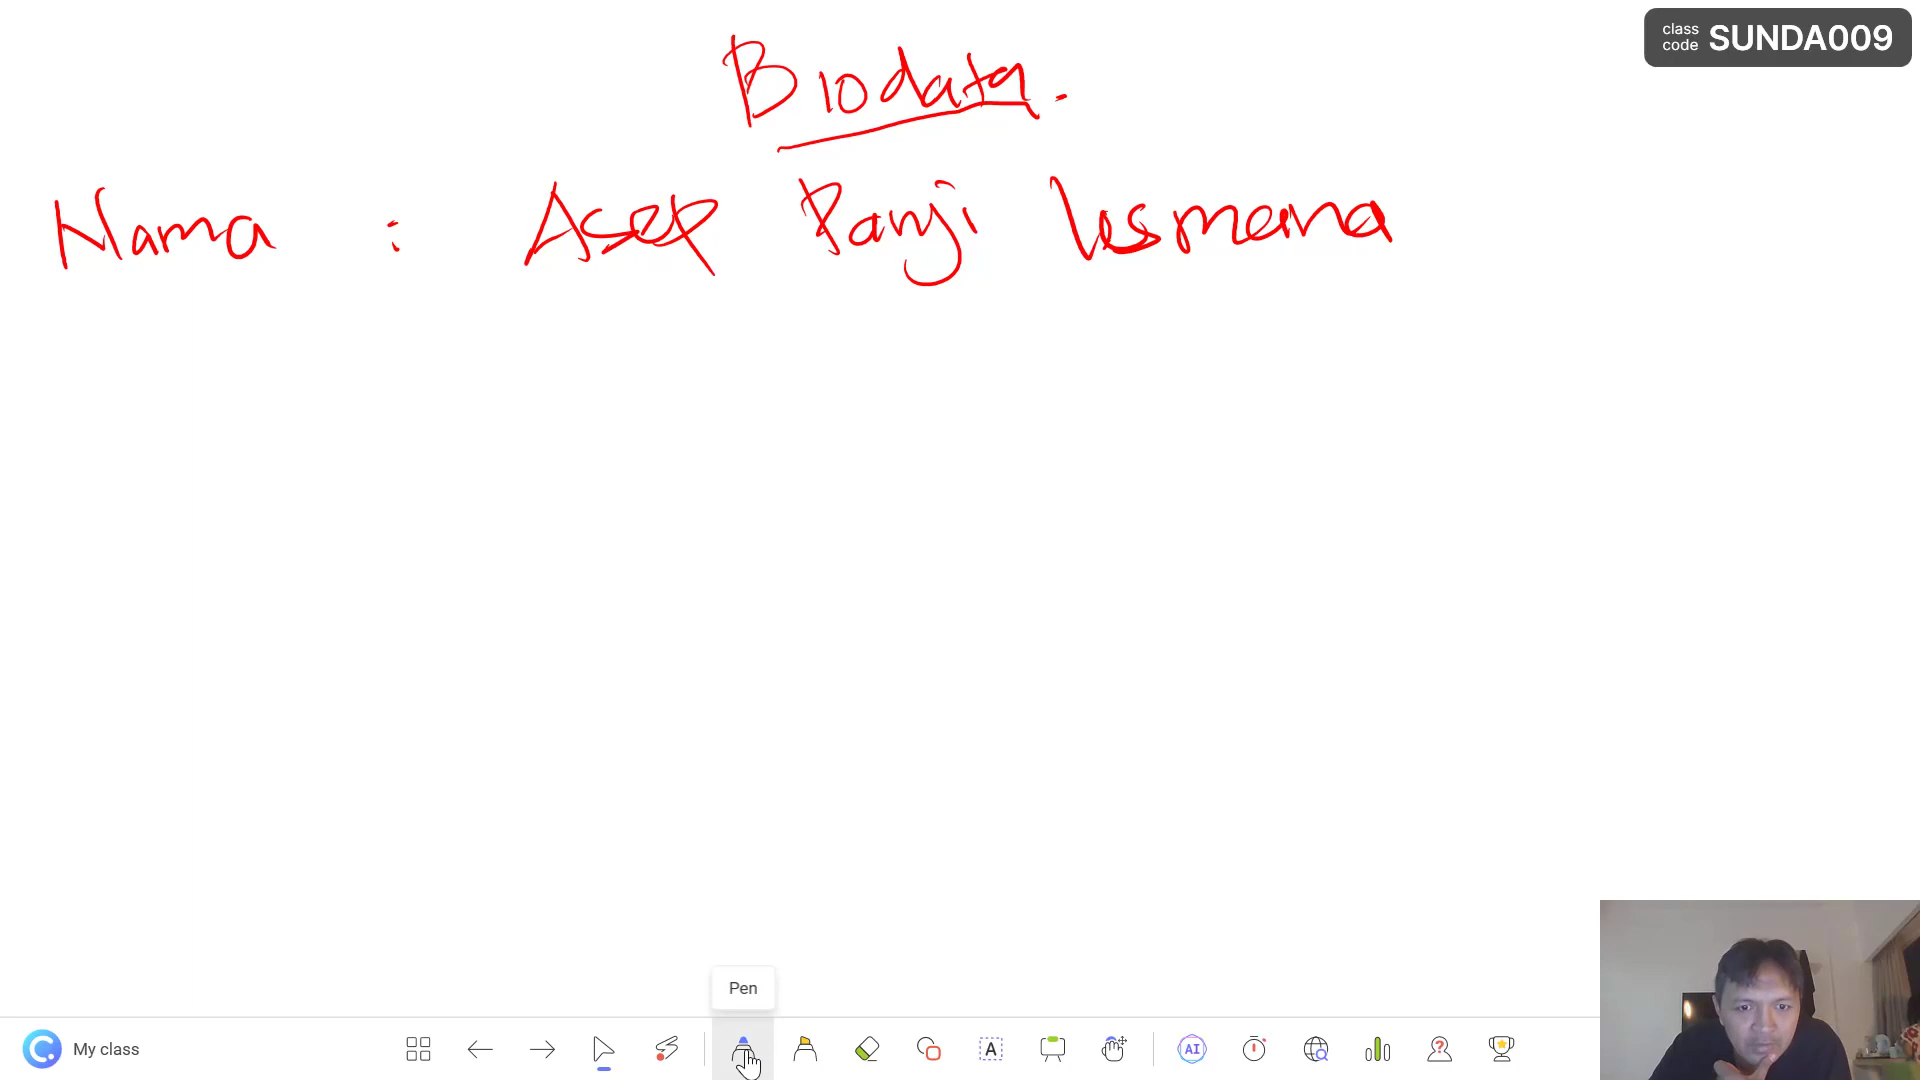 class code SUNDA009
Biodata.
Nama : Asep Panji lesmana
Pen
My class
A
AI
?